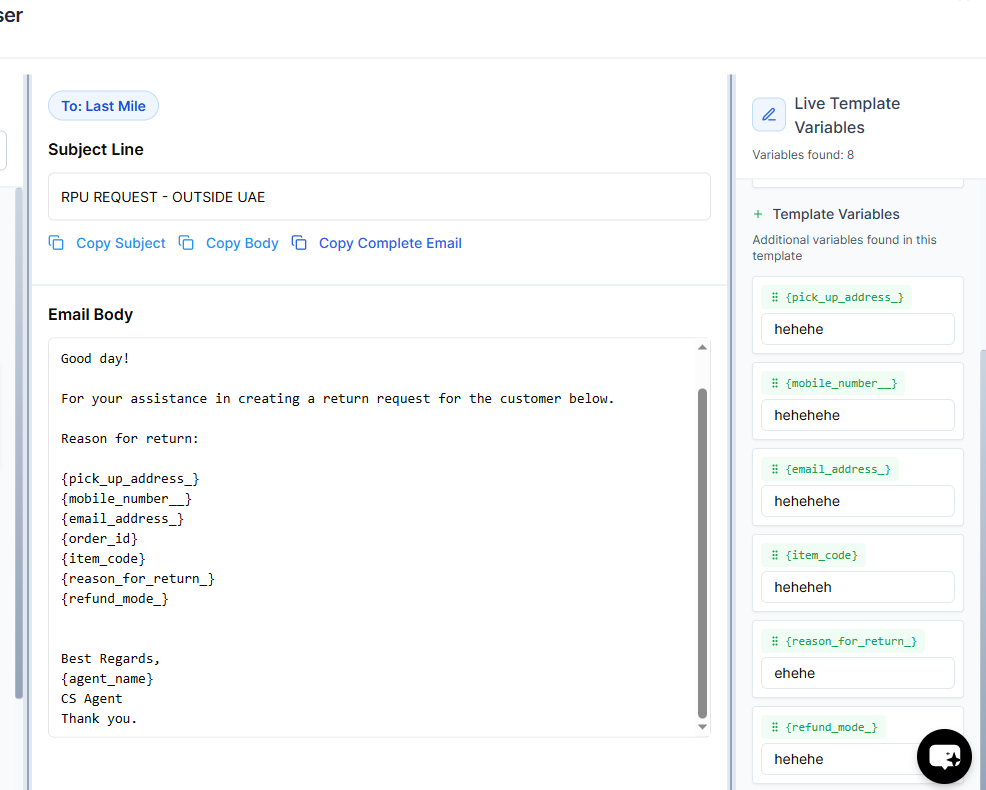 ser
To: Last Mile
Subject Line
RPU REQUEST - OUTSIDE UAE
Copy Subject Copy Body Copy Complete Email
Email Body
Good day!
For your assistance in creating a return request for the customer below.
Reason for return:
{pick_up_address_}
{mobile_number__}
{email_address_}
{order_id}
{item_code}
{reason_for_return_}
{refund_mode_}
Best Regards,
{agent_name}
CS Agent
Thank you.
Live Template
Variables
Variables found: 8
+ Template Variables
Additional variables found in this
template
{pick_up_address_}
hehehe
{mobile_number__}
hehehehe
{email_address_}
hehehehe
{item_code}
heheheh
{reason_for_return_}
ehehe
{refund_mode_}
hehehe